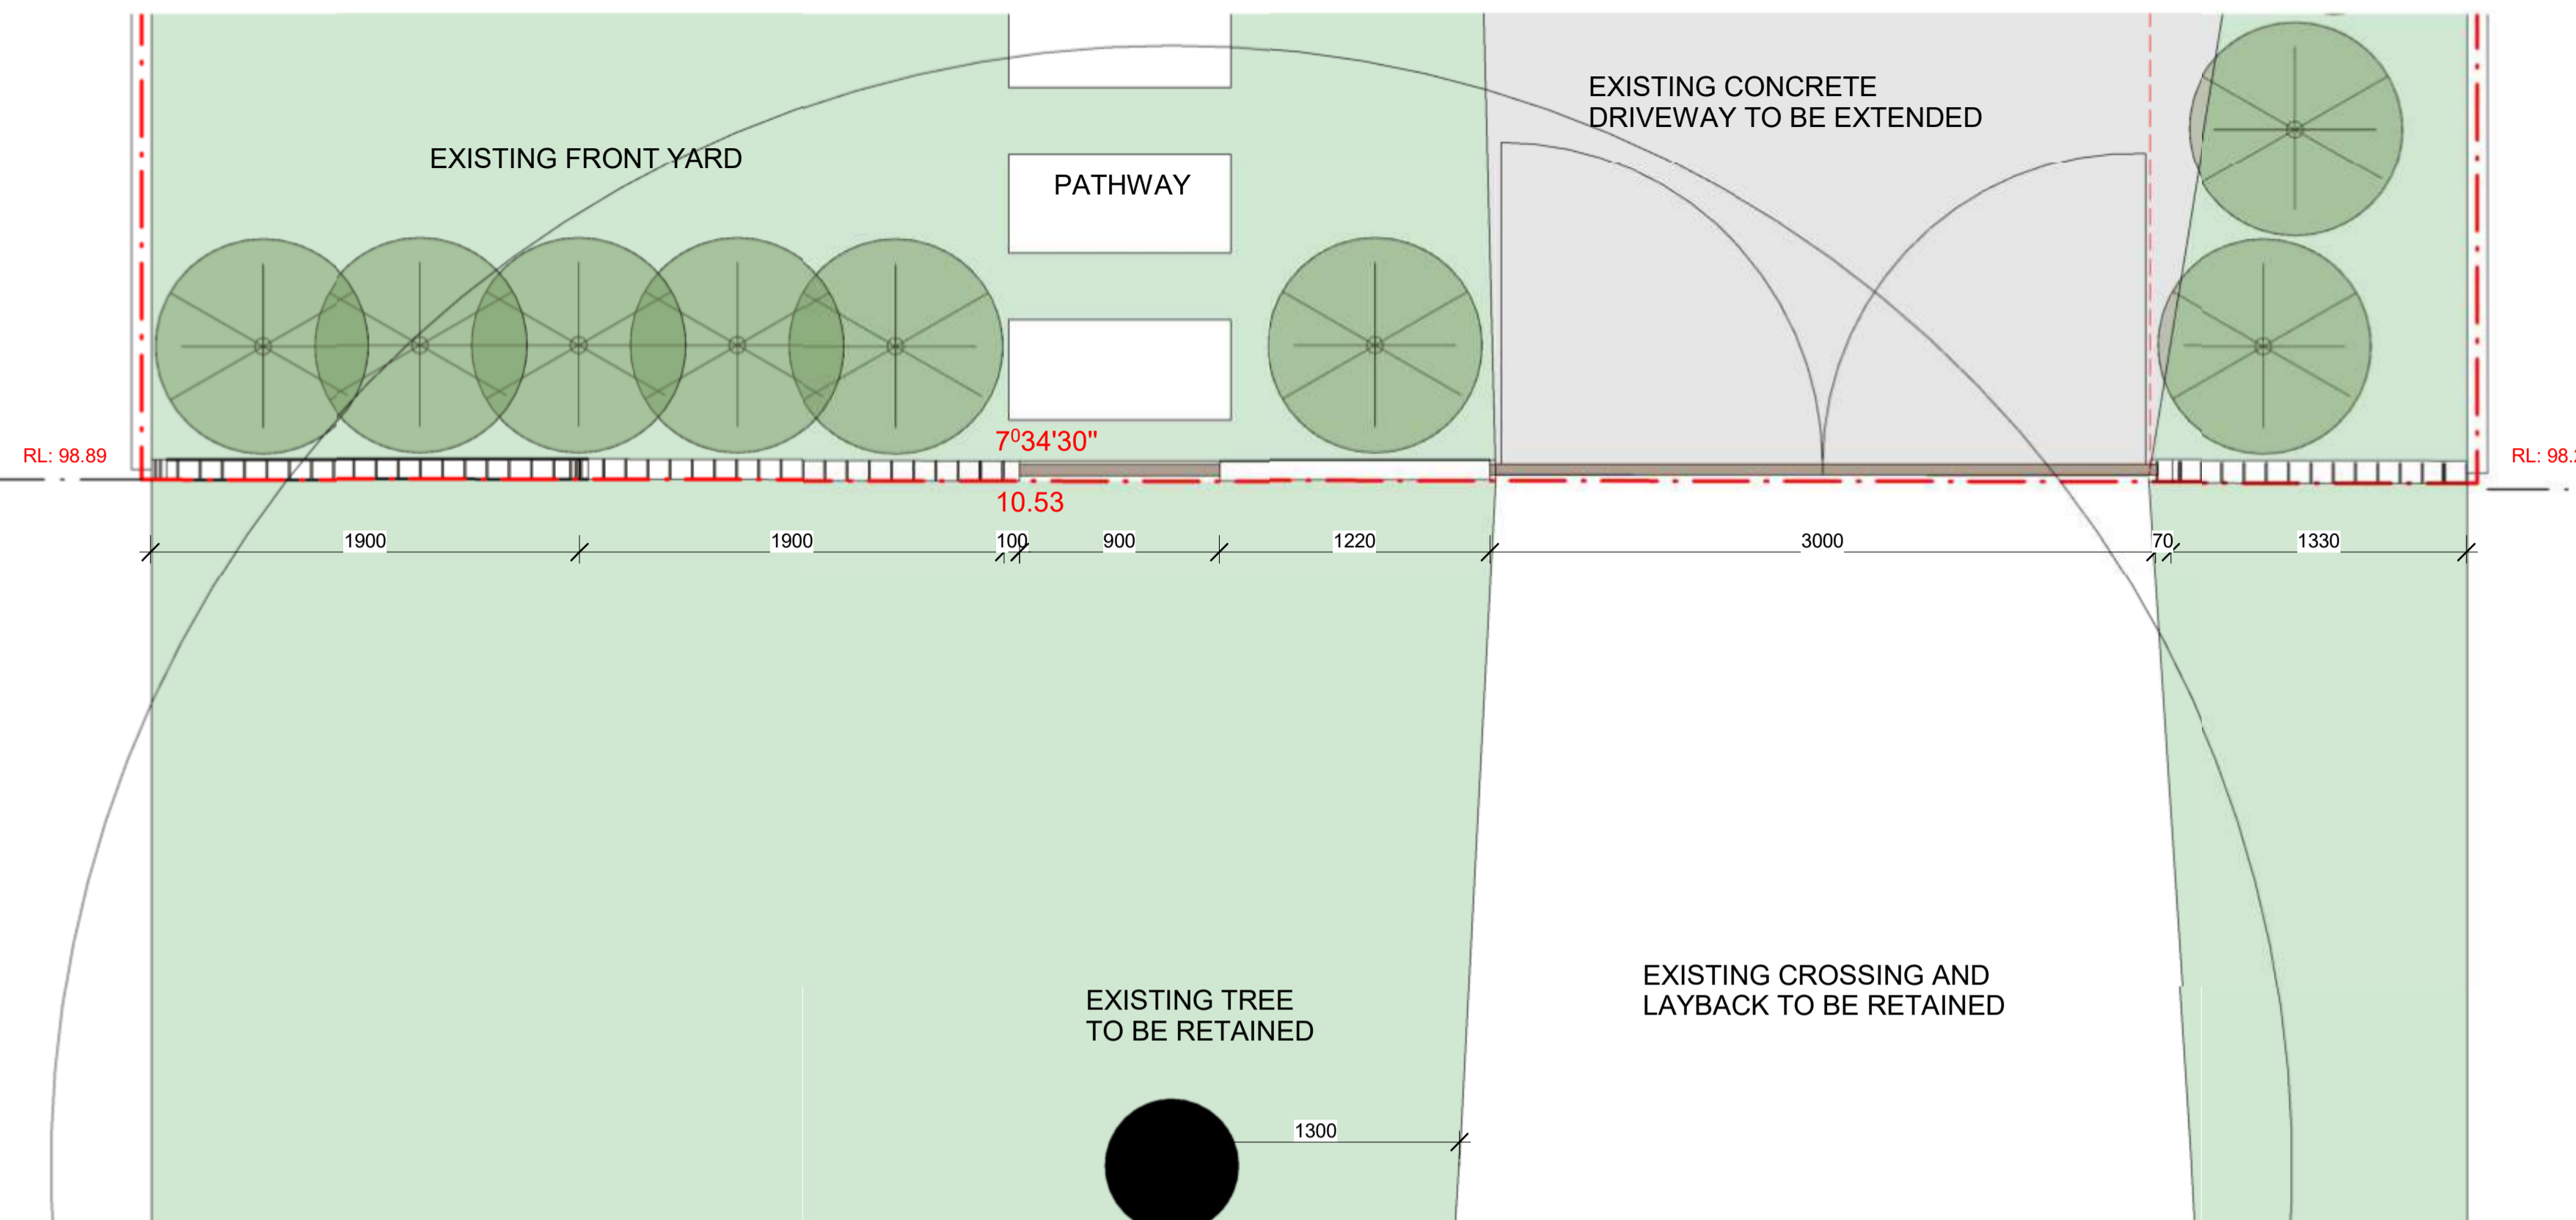 EXISTING CONCRETE
DRIVEWAY TO BE EXTENDED
EXISTING FRONT YARD
PATHWAY
7⁰34'30"
RL: 98.89
RL: 98.
10.53
1900
1900
100
900
1220
3000
70
1330
EXISTING TREE
TO BE RETAINED
EXISTING CROSSING AND
LAYBACK TO BE RETAINED
1300